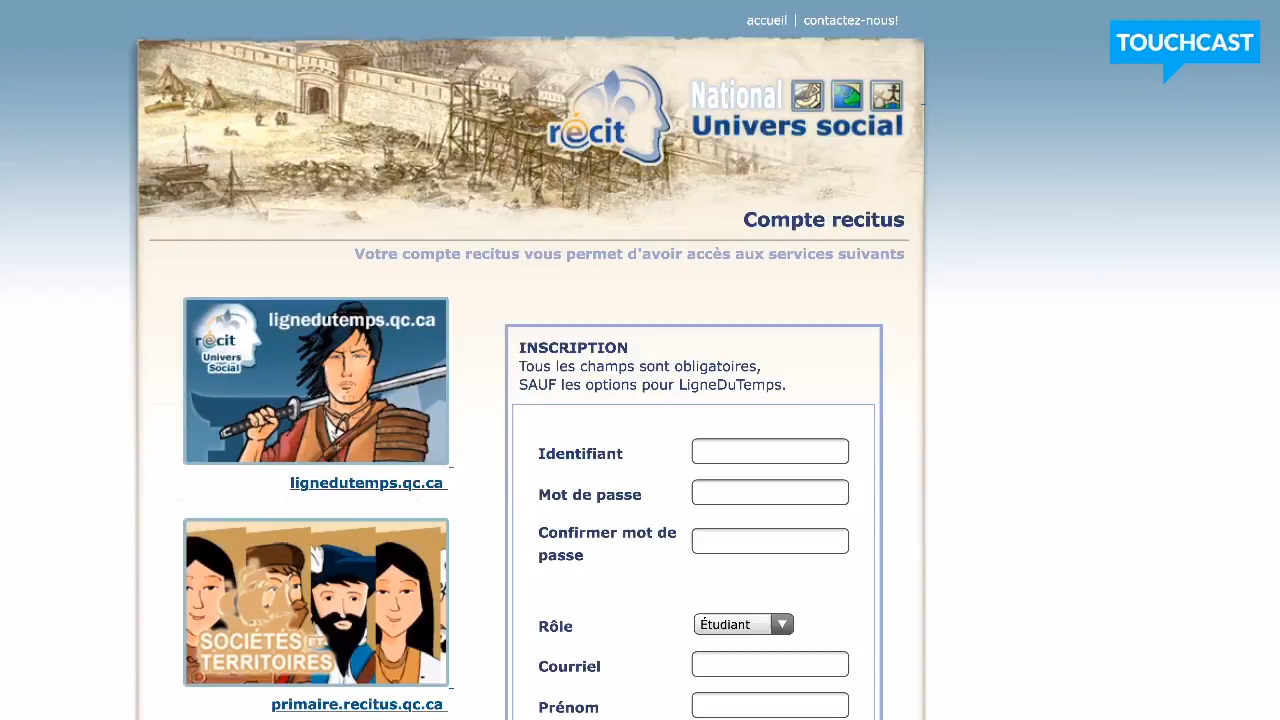 accueil | contactez-nous!
TOUCHCAST
récit
National
Univers social
Compte recitus
Votre compte recitus vous permet d'avoir accès aux services suivants
lignedutemps.qc.ca
récit
Univers
Social
lignedutemps.qc.ca
SOCIÉTÉS ET
TERRITOIRES
primaire.recitus.qc.ca
INSCRIPTION
Tous les champs sont obligatoires,
SAUF les options pour LigneDuTemps.
Identifiant
Mot de passe
Confirmer mot de
passe
Rôle
Étudiant
Courriel
Prénom